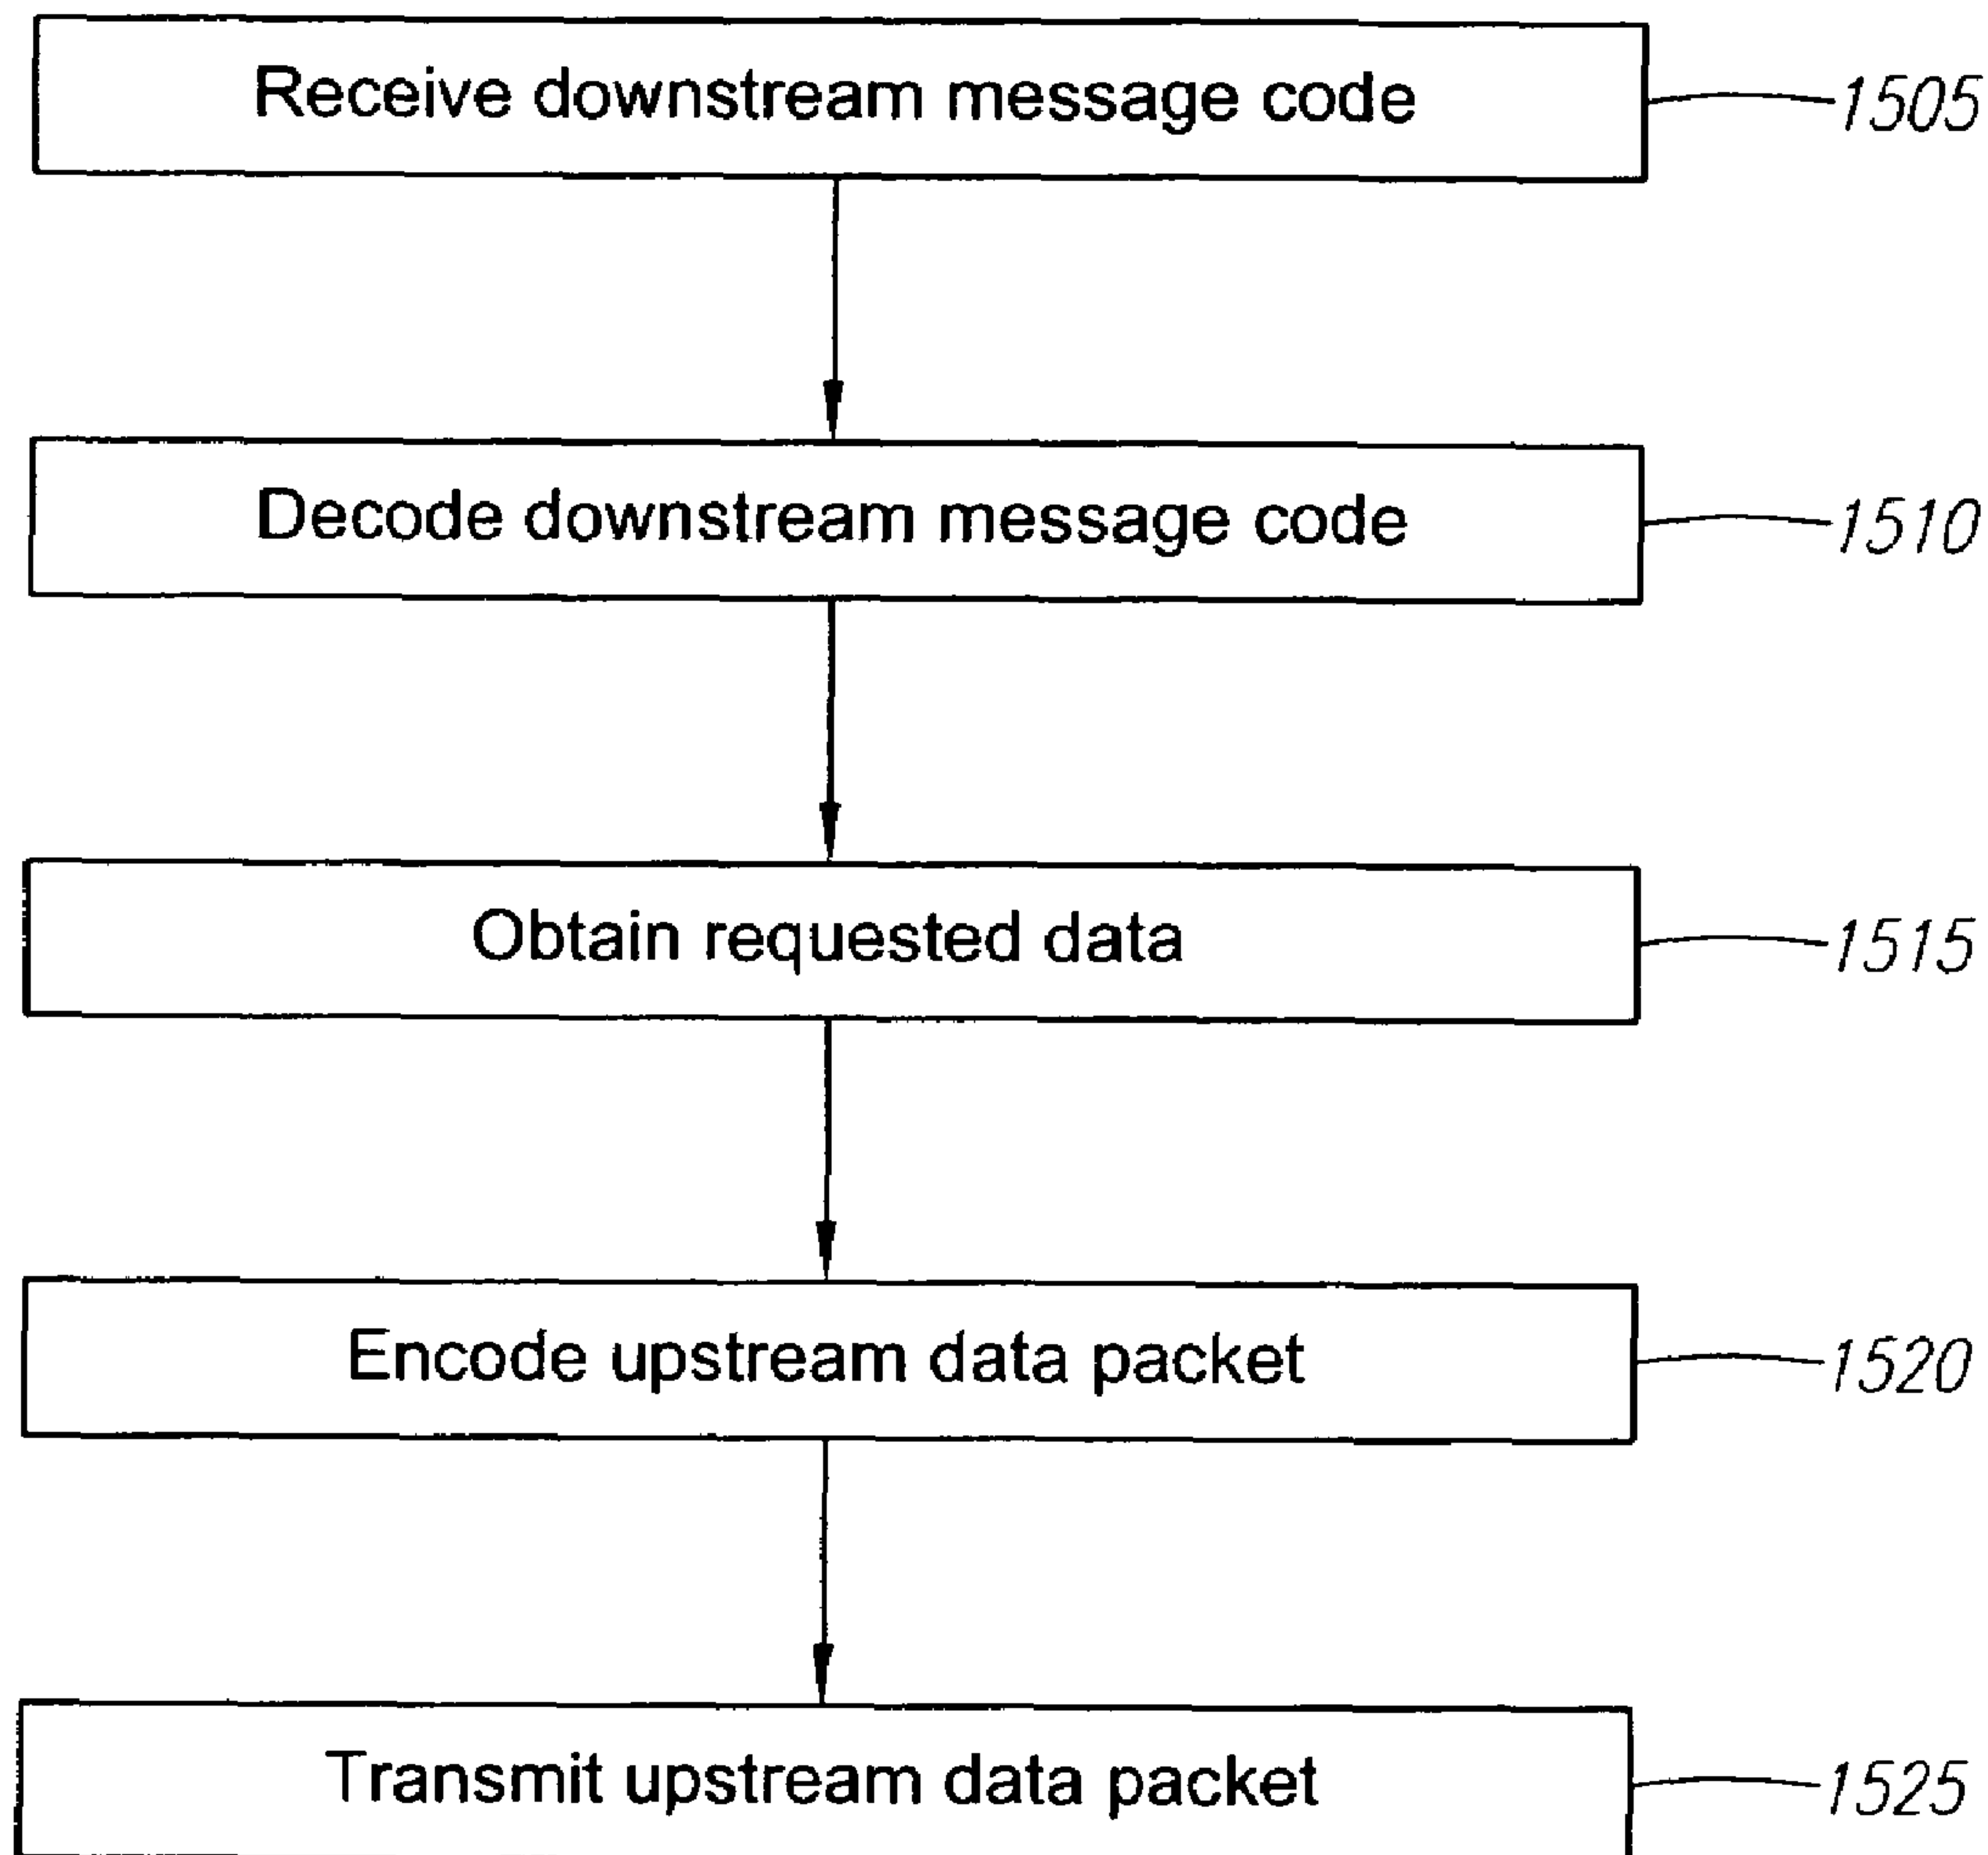 Receive downstream message code 1505
Decode downstream message code 1510
Obtain requested data 1515
Encode upstream data packet 1520
Transmit upstream data packet 1525